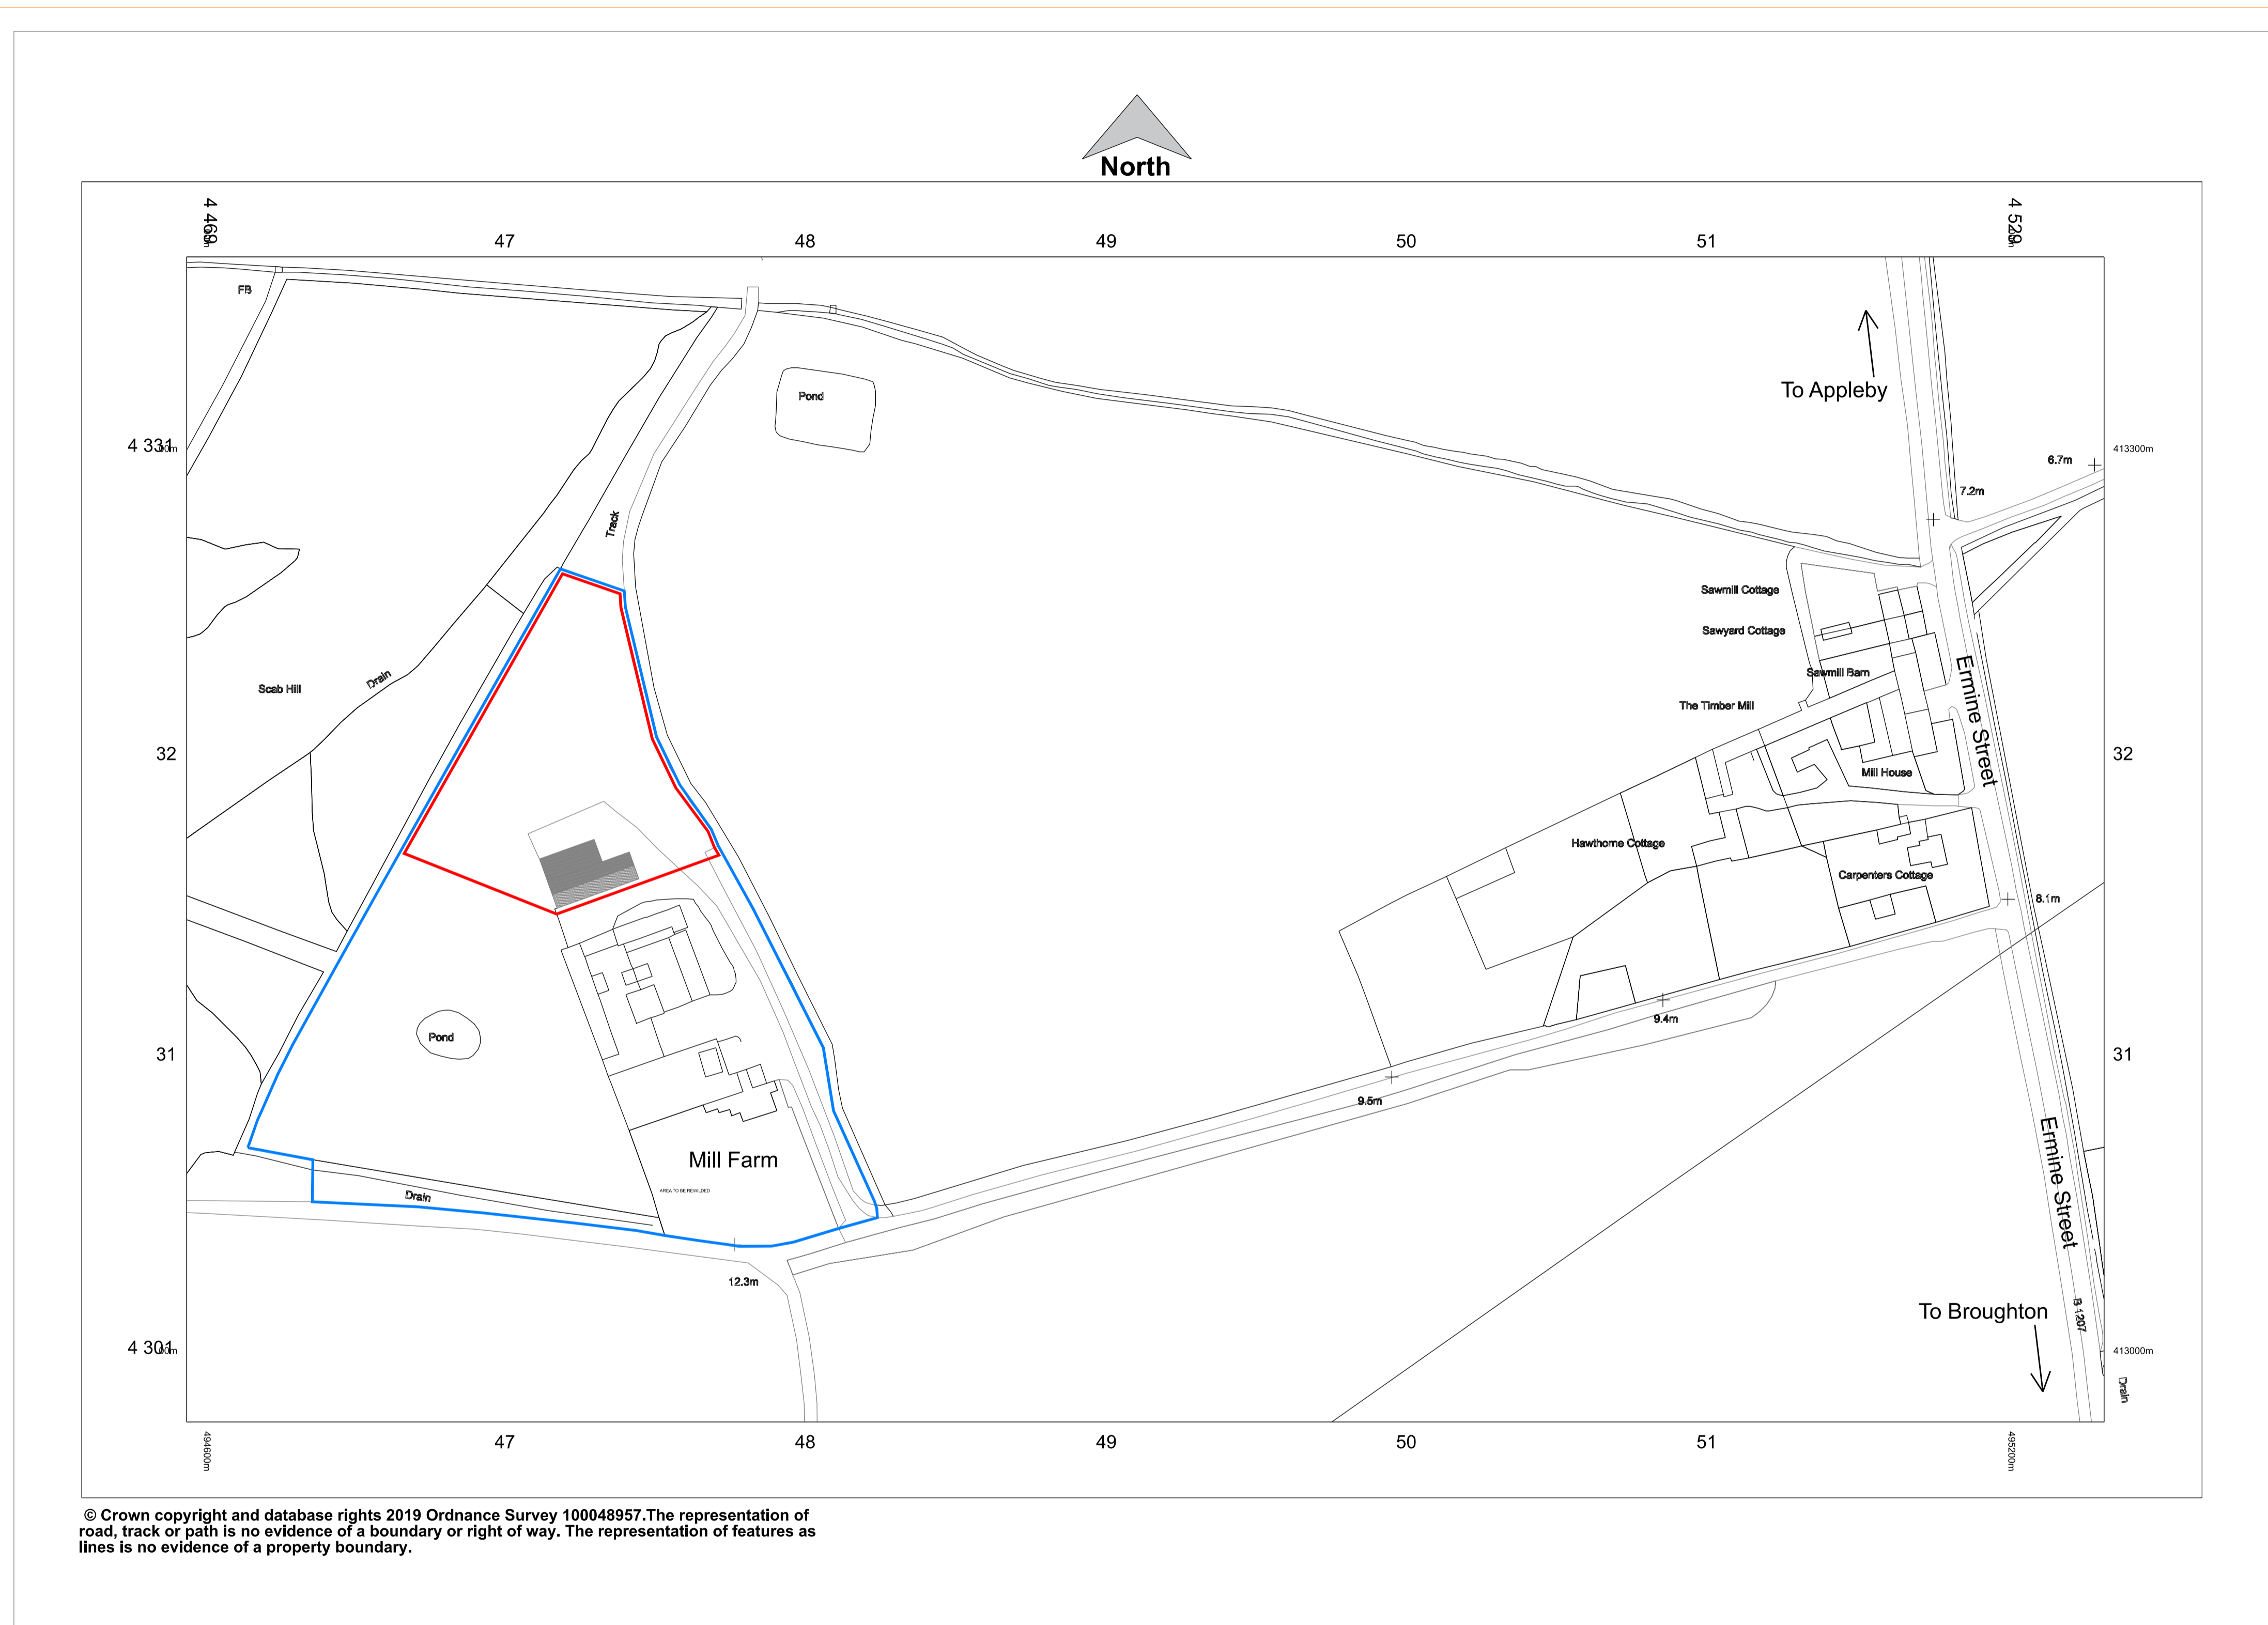 North
4 469
47
48
49
50
51
4 529
FB
Pond
To Appleby
4 331
413300m
6.7m
7.2m
Track
Sawmill Cottage
Sawyard Cottage
Sawmill Barn
Scab Hill
Drain
The Timber Mill
Ermine Street
32
32
Mill House
Hawthorne Cottage
Carpenters Cottage
8.1m
9.4m
Pond
31
31
9.5m
Mill Farm
AREA TO BE REWILDED
Drain
Ermine Street
12.3m
To Broughton
B 1207
4 301
413000m
Drain
494600m
47
48
49
50
51
495200m
© Crown copyright and database rights 2019 Ordnance Survey 100048957.The representation of
road, track or path is no evidence of a boundary or right of way. The representation of features as
lines is no evidence of a property boundary.